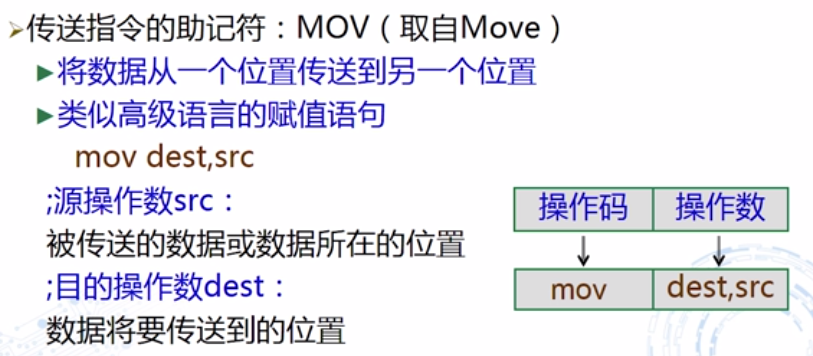 传送指令的助记符：MOV（取自Move）
将数据从一个位置传送到另一个位置
类似高级语言的赋值语句
mov dest,src
;源操作数src：
被传送的数据或数据所在的位置
;目的操作数dest：
数据将要传送到的位置
操作码 操作数
mov dest,src